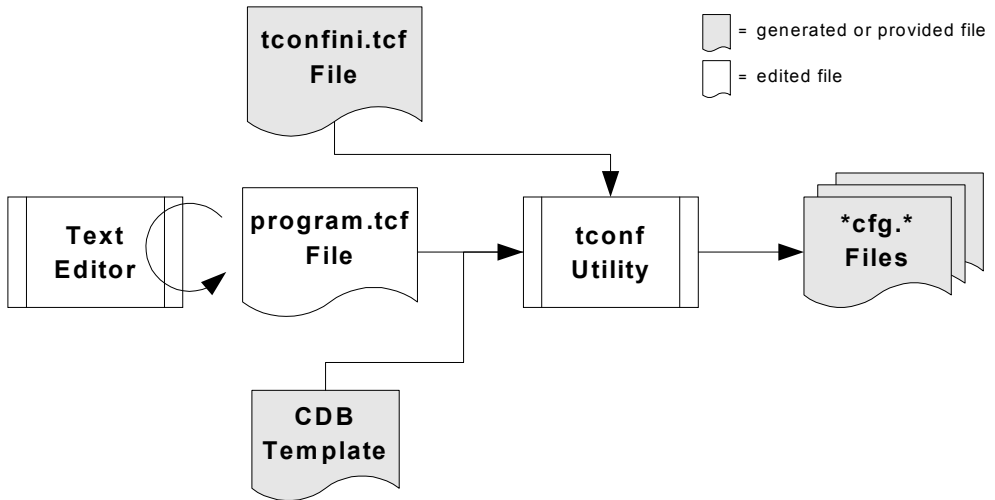 tconfini.tcf
File
= generated or provided file
= edited file
Text
Editor
program.tcf
File
tconf
Utility
*cfg.*
Files
CDB
Template